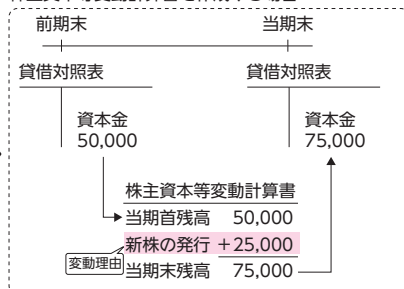 前期末 当期末
貸借対照表 貸借対照表
資本金 資本金
50,000 75,000
株主資本等変動計算書
当期首残高 50,000
新株の発行 +25,000
変動理由
当期末残高 75,000